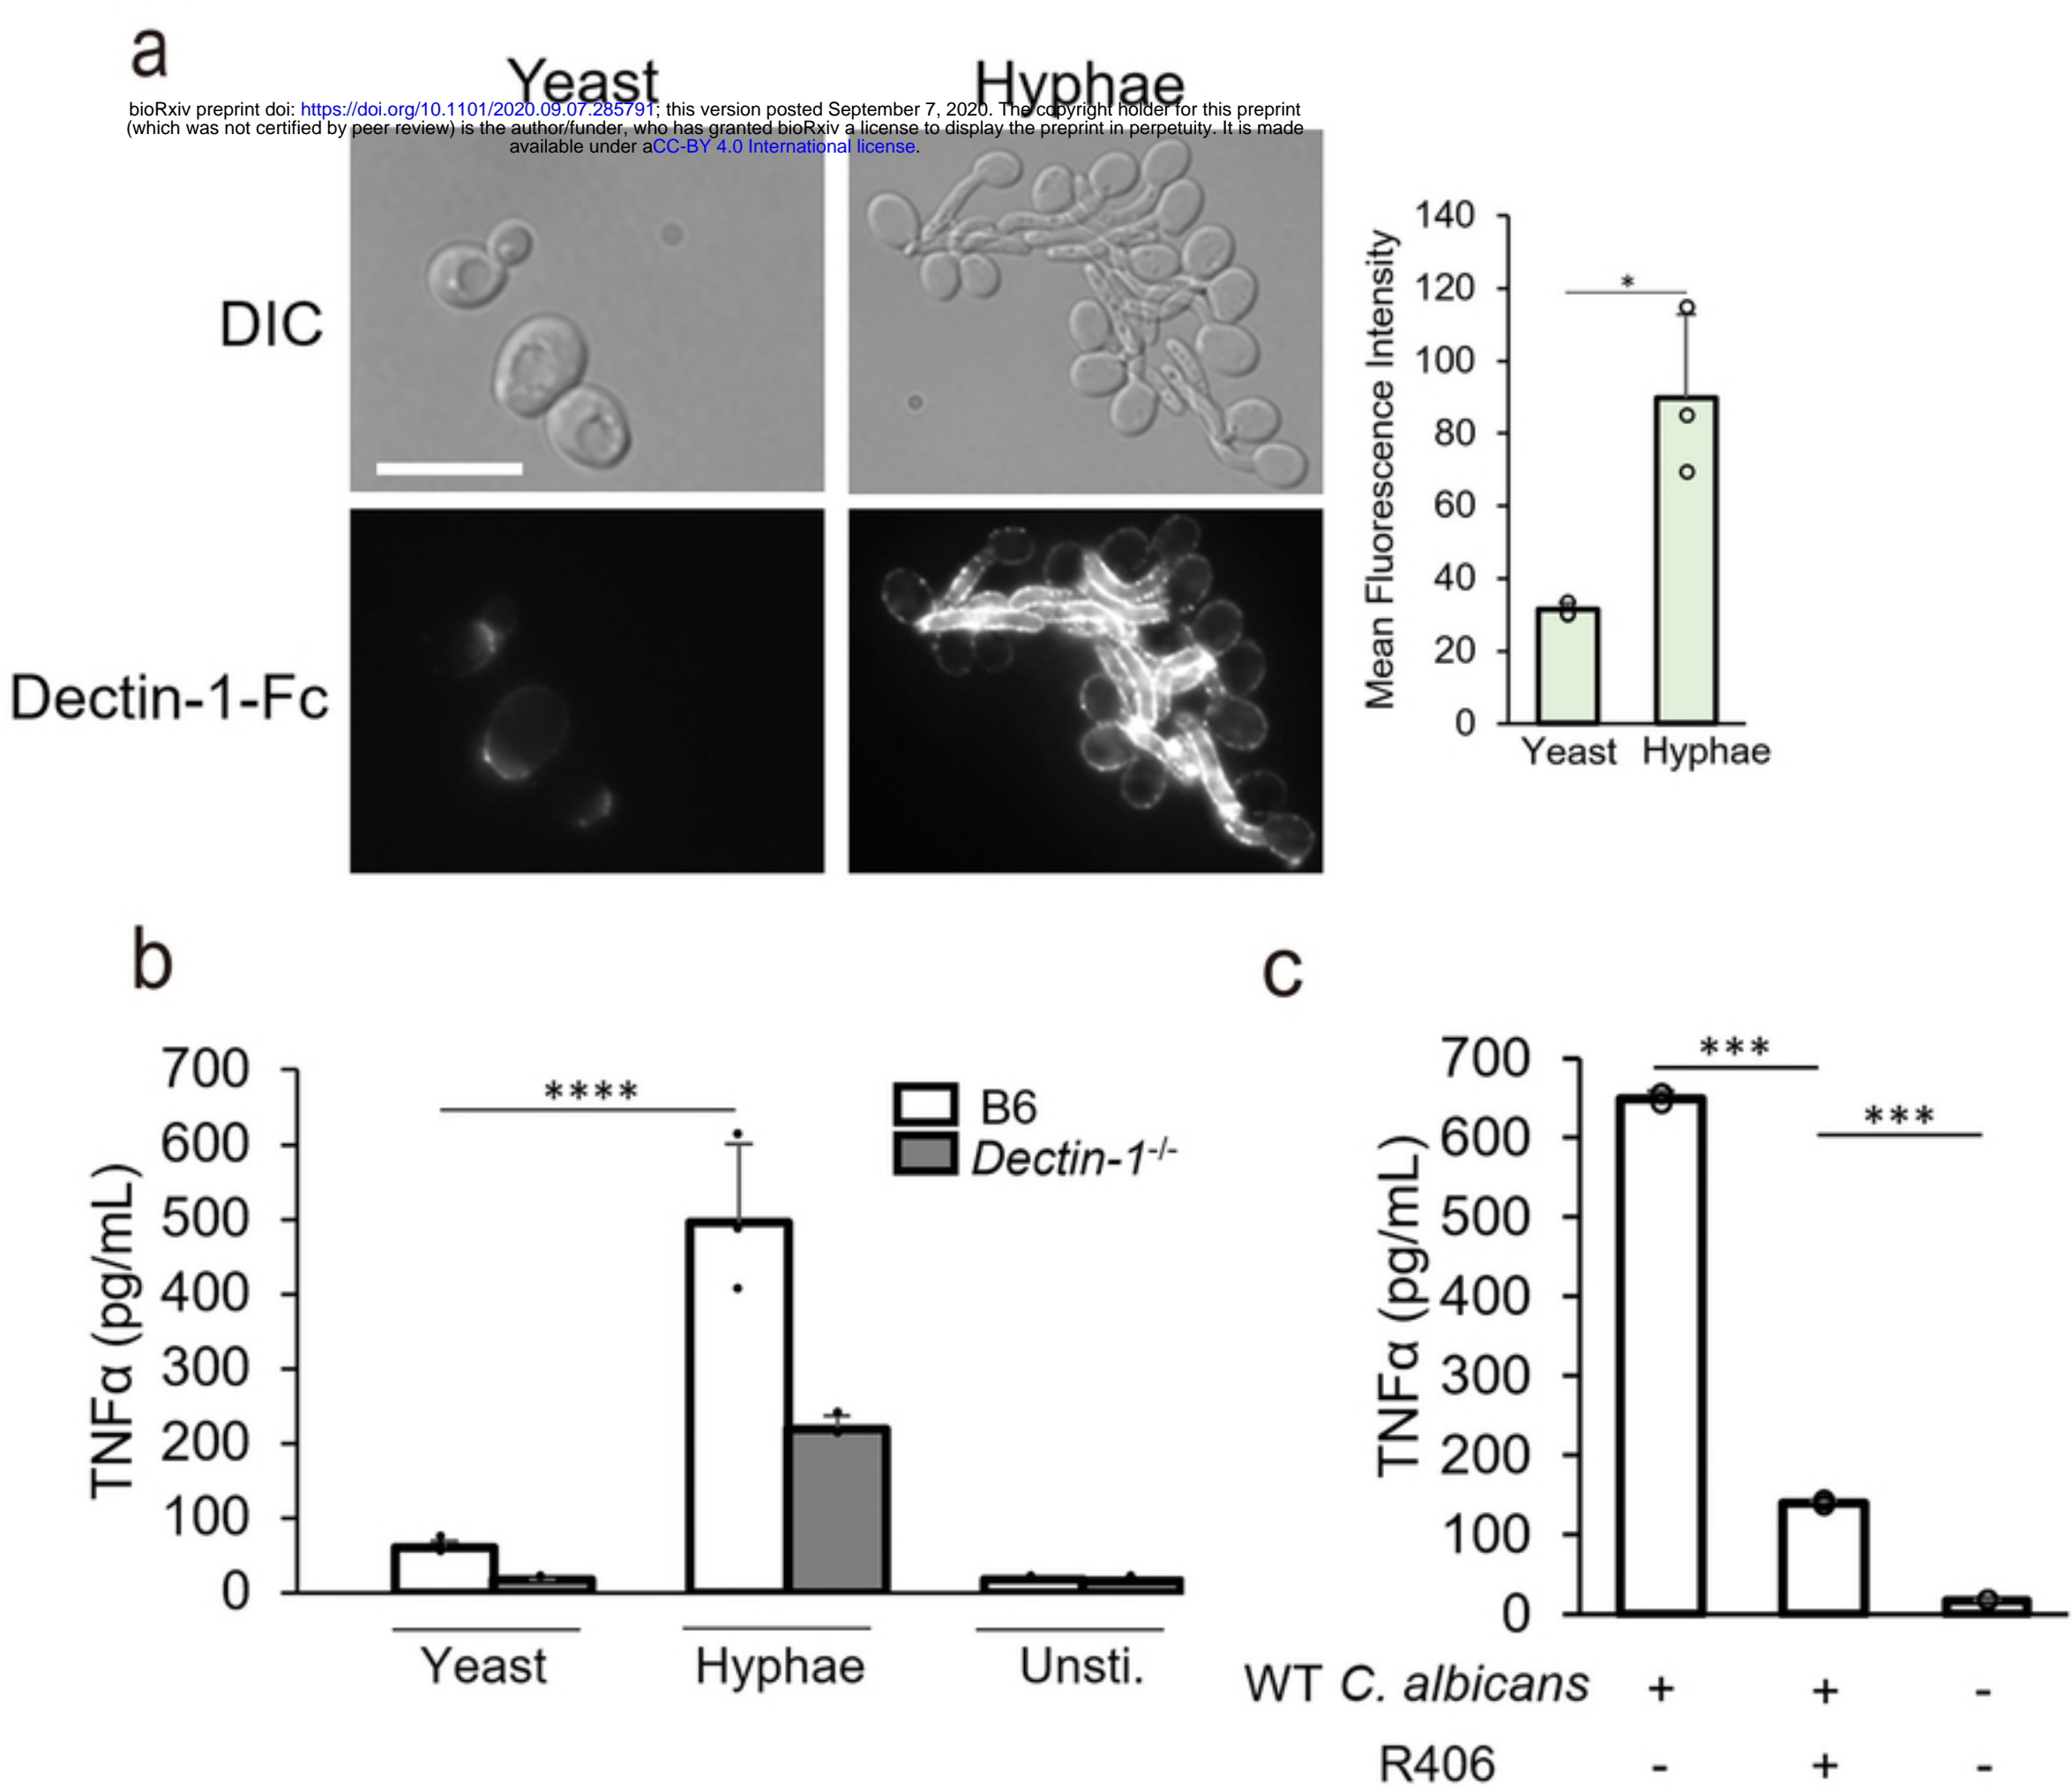 a
Yeast
Hyphae
bioRxiv preprint doi: https://doi.org/10.1101/2020.09.07.285791; this version posted September 7, 2020. The copyright holder for this preprint
(which was not certified by peer review) is the author/funder, who has granted bioRxiv a license to display the preprint in perpetuity. It is made
available under aCC-BY 4.0 International license.
DIC
Dectin-1-Fc
Mean Fluorescence Intensity
140
120
100
80
60
40
20
0
*
Yeast
Hyphae
b
TNFα (pg/mL)
700
600
500
400
300
200
100
0
****
B6
Dectin-1-/-
Yeast
Hyphae
Unsti.
c
TNFα (pg/mL)
700
600
500
400
300
200
100
0
***
***
WT C. albicans + + -
R406 - + -